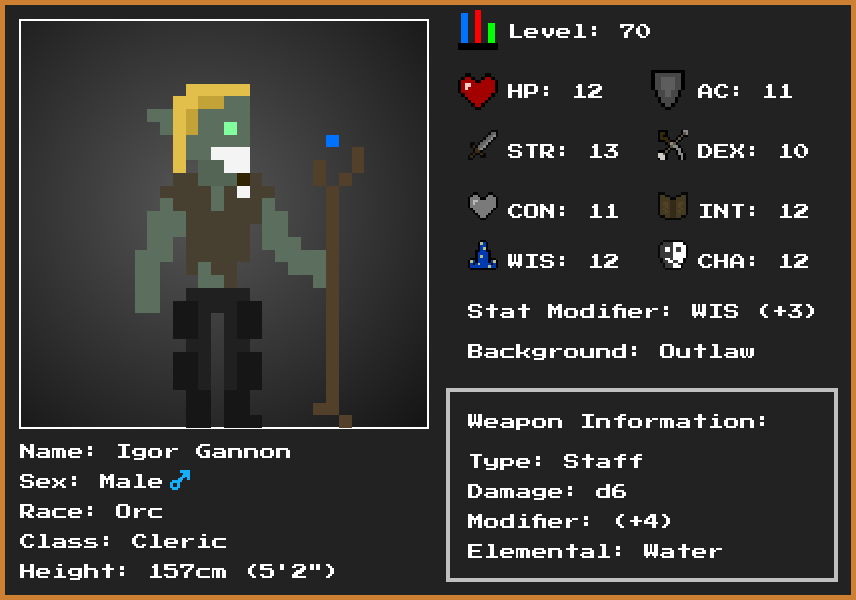 Level: 70
HP: 12
AC: 11
STR: 13
DEX: 10
CON: 11
INT: 12
WIS: 12
CHA: 12
Stat Modifier: WIS (+3)
Background: Outlaw
Weapon Information:
Type: Staff
Damage: d6
Modifier: (+4)
Elemental: Water
Name: Igor Gannon
Sex: Male♂
Race: Orc
Class: Cleric
Height: 157cm (5'2")